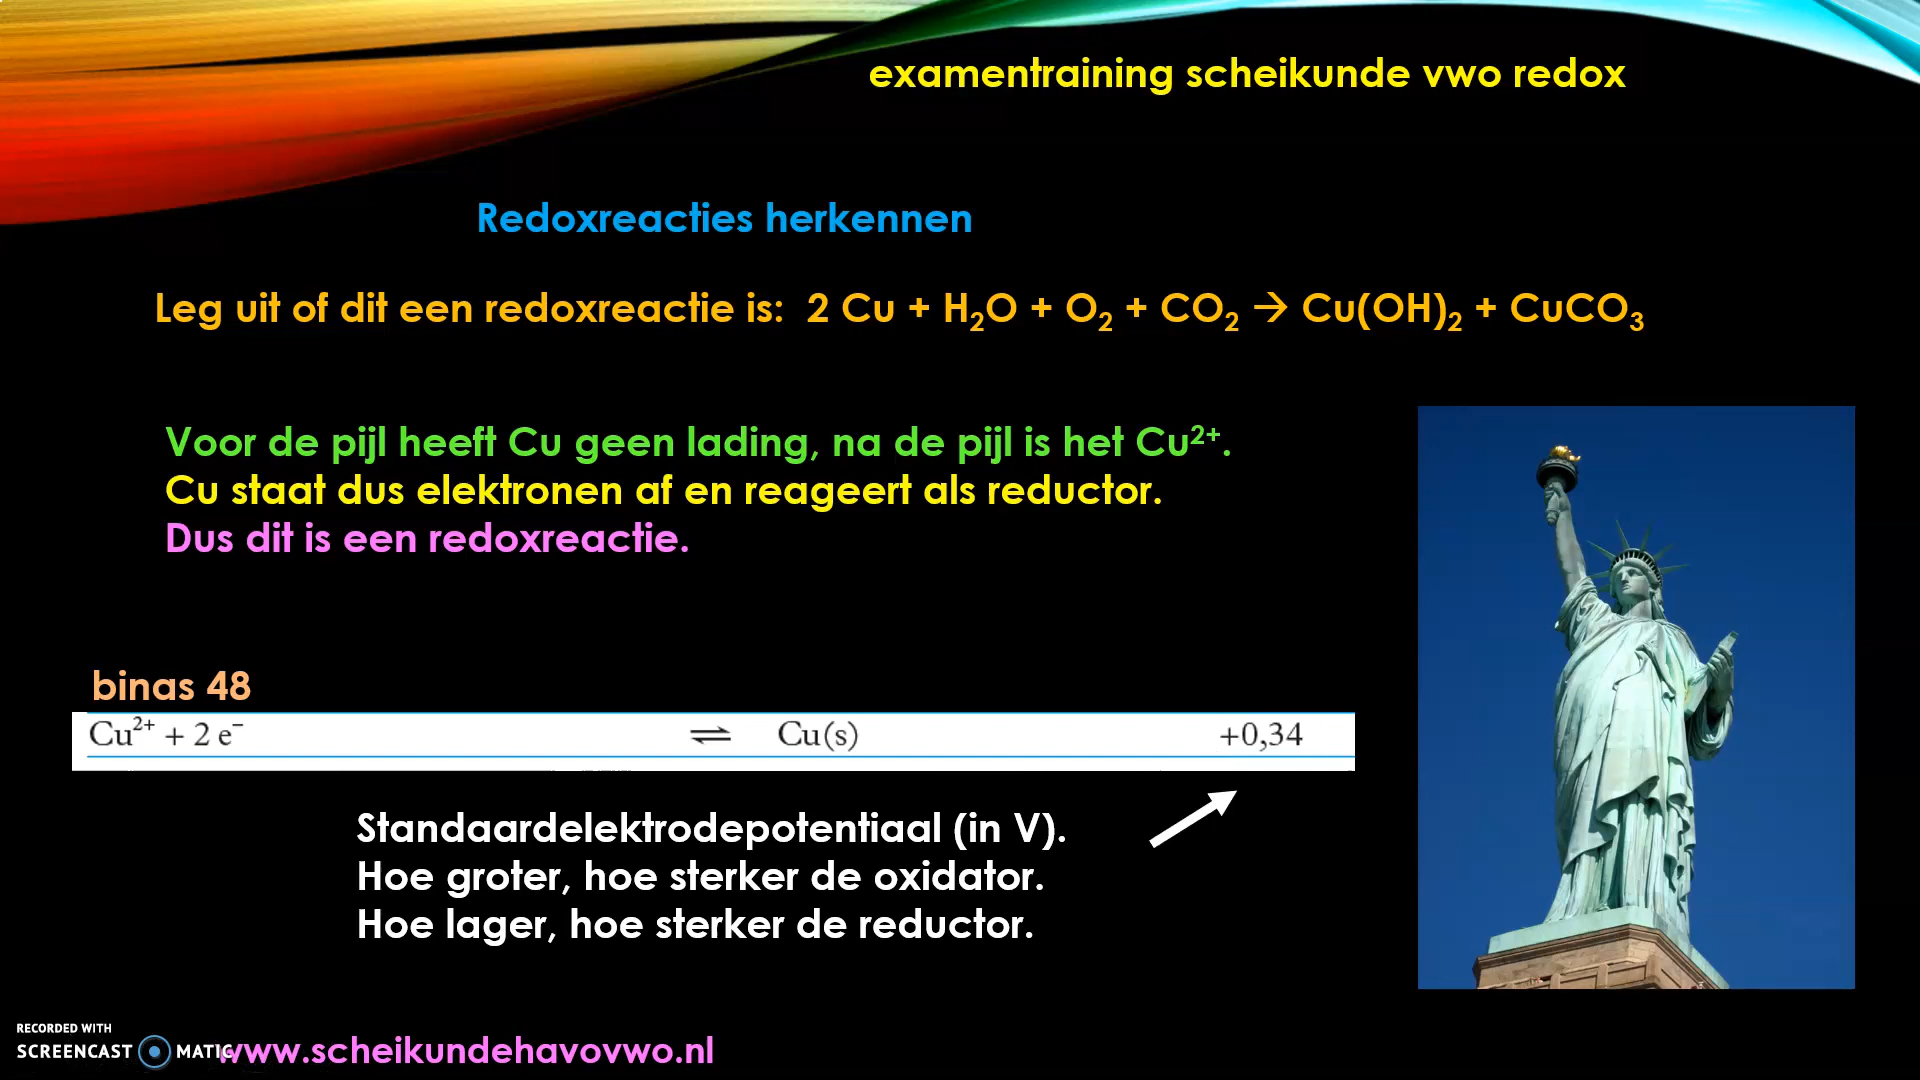 examentraining scheikunde vwo redox
Redoxreacties herkennen
Leg uit of dit een redoxreactie is: 2 Cu + H₂O + O₂ + CO₂ → Cu(OH)₂ + CuCO₃
Voor de pijl heeft Cu geen lading, na de pijl is het Cu²⁺.
Cu staat dus elektronen af en reageert als reductor.
Dus dit is een redoxreactie.
binas 48
Cu²⁺ + 2 e⁻ ⇌ Cu(s) +0,34
Standaardelektrodepotentiaal (in V).
Hoe groter, hoe sterker de oxidator.
Hoe lager, hoe sterker de reductor.
RECORDED WITH
SCREENCAST MATIC
www.scheikundehavovwo.nl